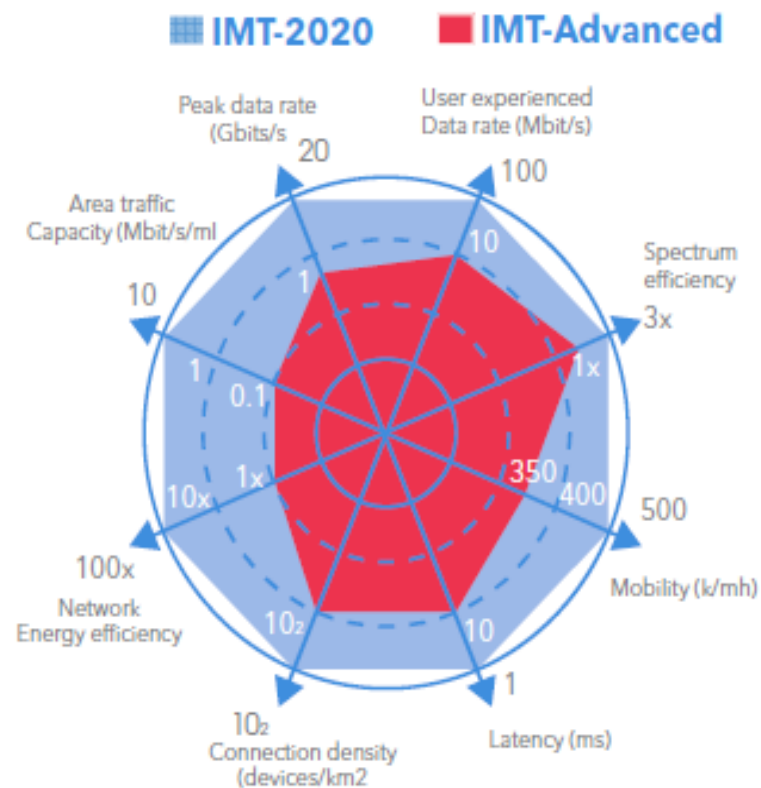 IMT-2020 IMT-Advanced
Peak data rate
(Gbits/s
20
User experienced
Data rate (Mbit/s)
100
Area traffic
Capacity (Mbit/s/ml
10
Spectrum
efficiency
3x
1
10
1x
1
0.1
1x
10x
350
400
500
Mobility (k/mh)
100x
Network
Energy efficiency
10₂
10
1
Latency (ms)
10₂
Connection density
(devices/km2